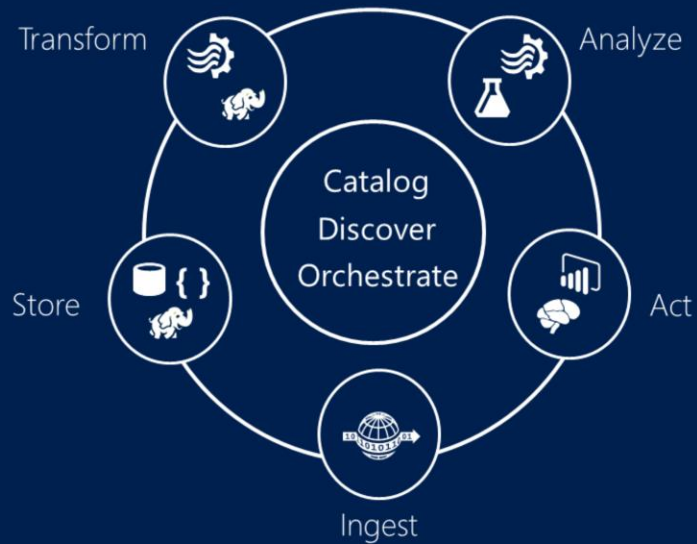 Transform
Analyze
Catalog
Discover
Orchestrate
{ }
Store
Act
Ingest